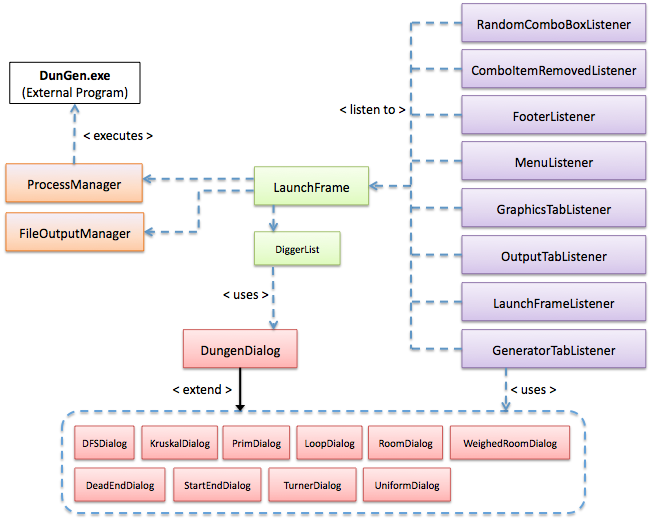 RandomComboBoxListener
DunGen.exe
(External Program)
ComboItemRemovedListener
< listen to >
FooterListener
< executes >
MenuListener
ProcessManager
LaunchFrame
GraphicsTabListener
FileOutputManager
DiggerList
OutputTabListener
< uses >
LaunchFrameListener
DungenDialog
GeneratorTabListener
< extend >
< uses >
DFSDialog
KruskalDialog
PrimDialog
LoopDialog
RoomDialog
WeighedRoomDialog
DeadEndDialog
StartEndDialog
TurnerDialog
UniformDialog